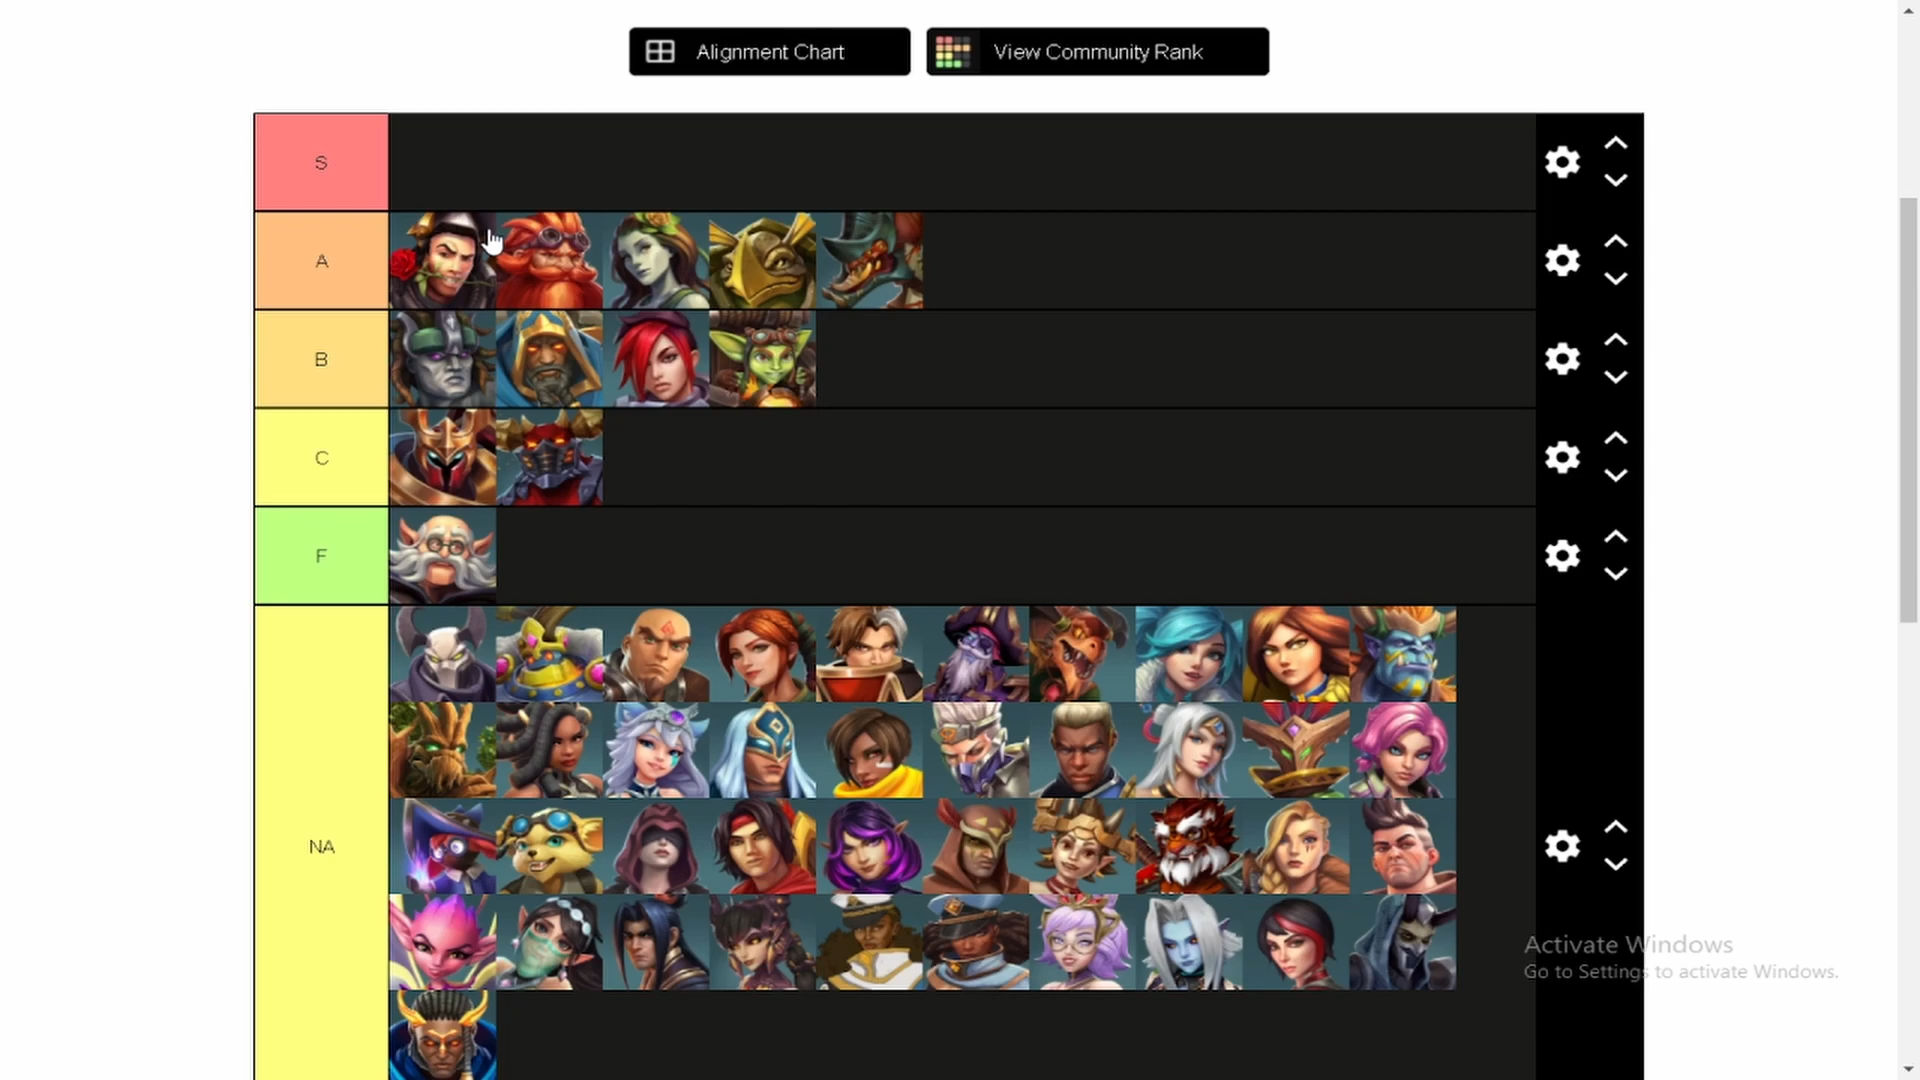 Alignment Chart
View Community Rank
S
A
B
C
F
NA
Activate Windows
Go to Settings to activate Windows.